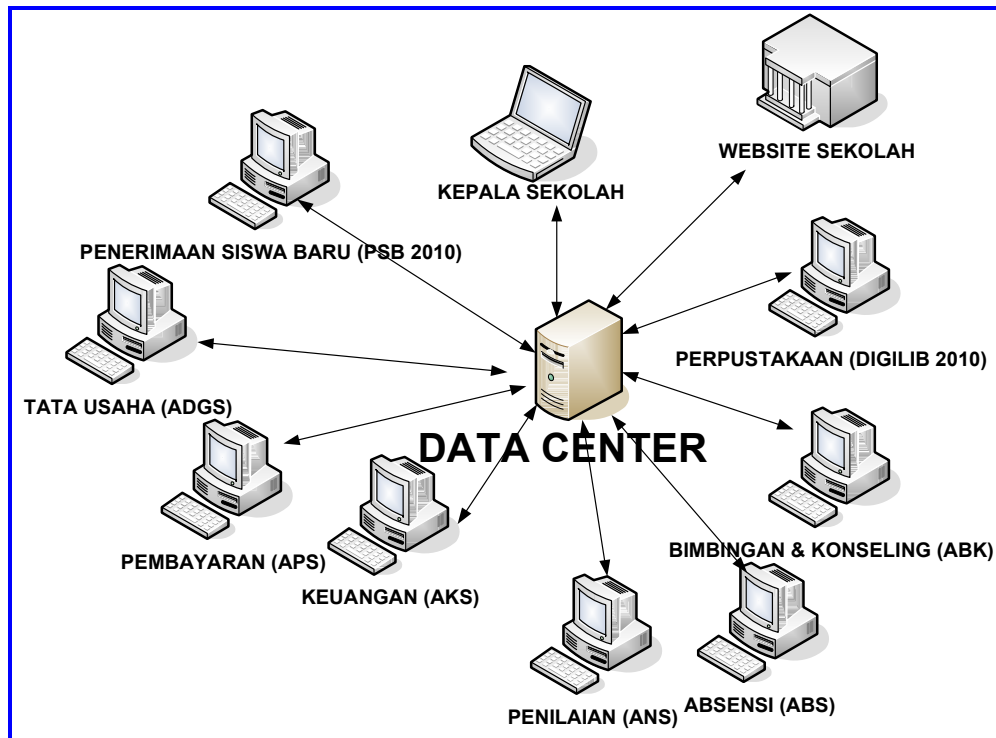 WEBSITE SEKOLAH
KEPALA SEKOLAH
PENERIMAAN SISWA BARU (PSB 2010)
PERPUSTAKAAN (DIGILIB 2010)
TATA USAHA (ADGS)
DATA CENTER
BIMBINGAN & KONSELING (ABK)
PEMBAYARAN (APS)
KEUANGAN (AKS)
ABSENSI (ABS)
PENILAIAN (ANS)